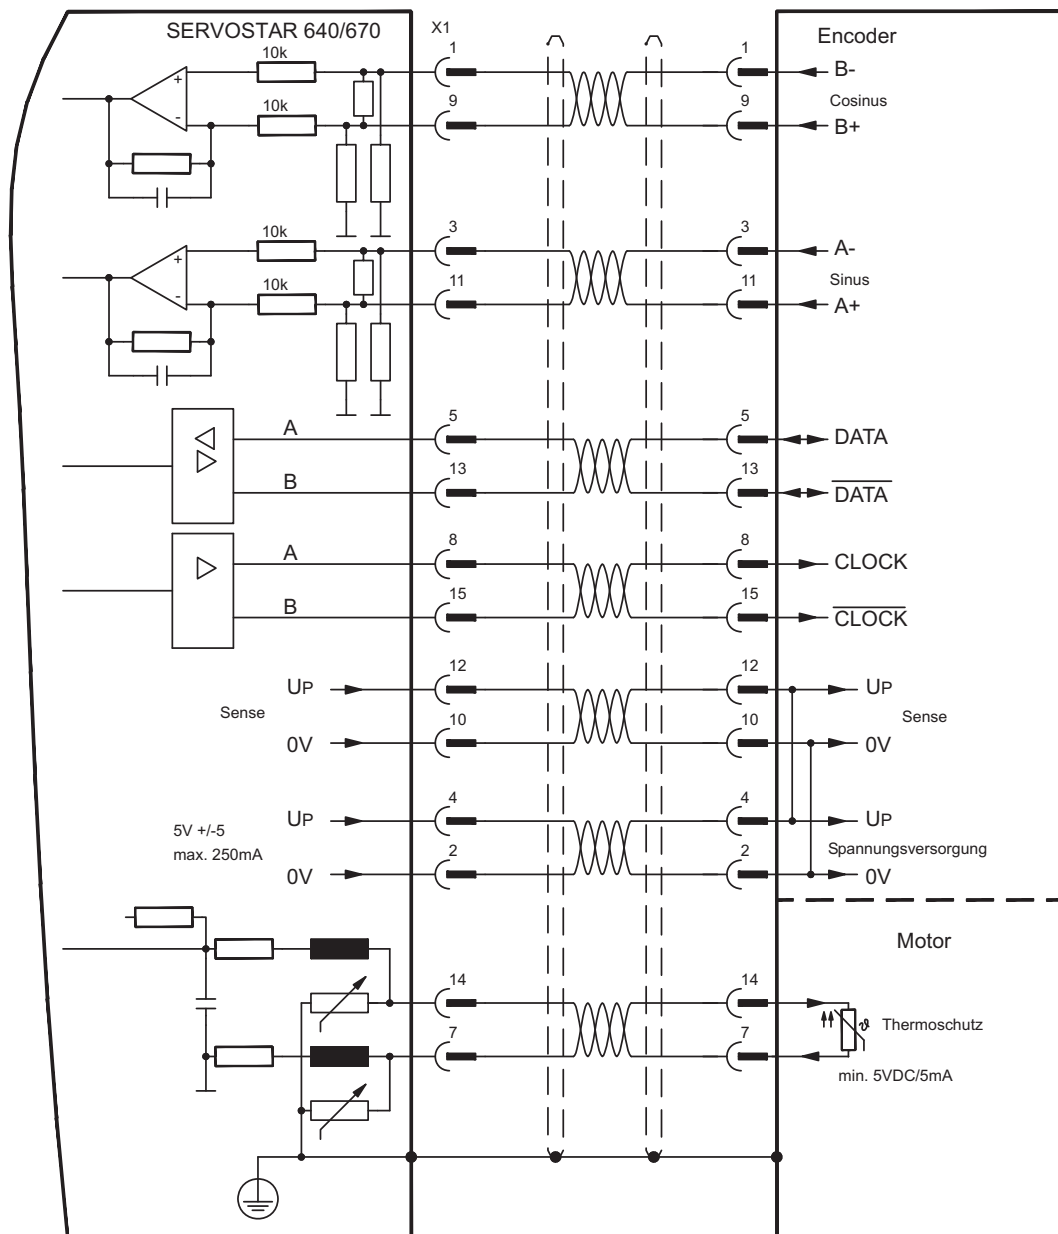 SERVOSTAR 640/670
X1
Encoder
10k
1
1
B-
+
Cosinus
10k
9
9
B+
-
10k
3
3
A-
+
Sinus
10k
11
11
A+
-
A
5
5
DATA
B
13
13
DATA
A
8
8
CLOCK
B
15
15
CLOCK
UP
12
12
UP
Sense
Sense
0V
10
10
0V
UP
4
4
UP
5V +/-5
max. 250mA
Spannungsversorgung
0V
2
2
0V
Motor
14
14
ϑ
Thermoschutz
7
7
min. 5VDC/5mA